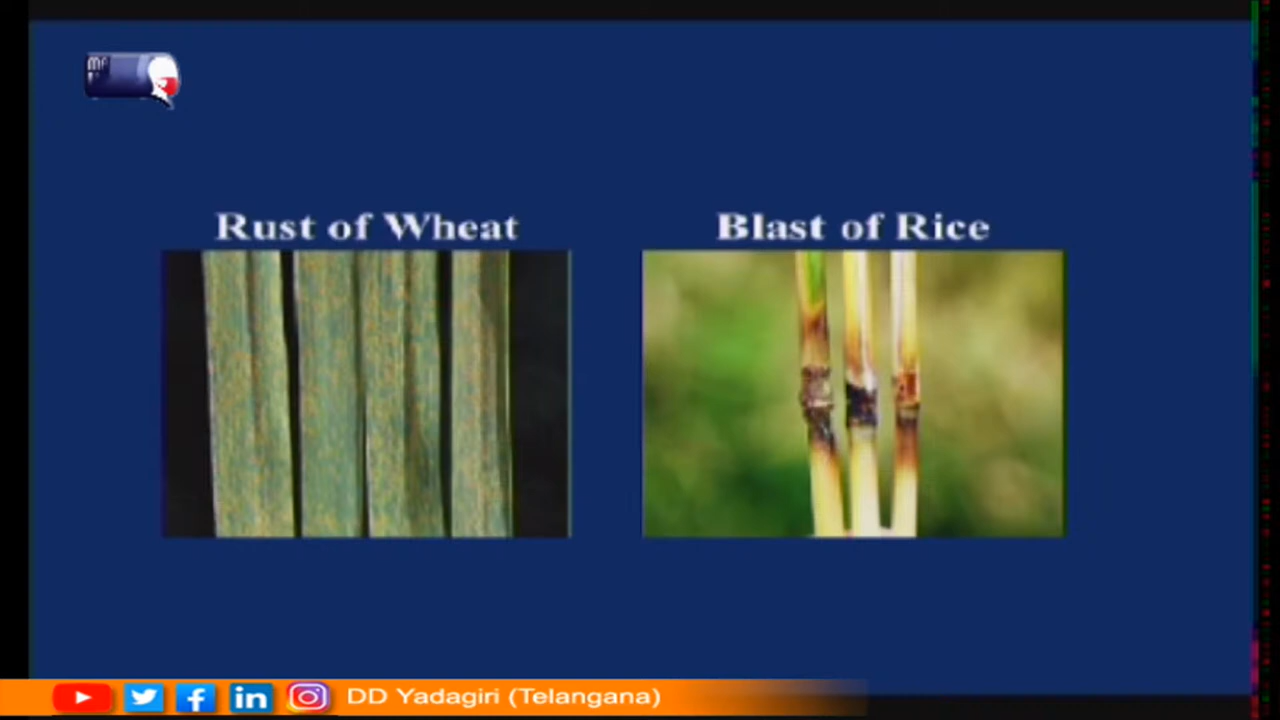 Rust of Wheat
Blast of Rice
DD Yadagiri (Telangana)